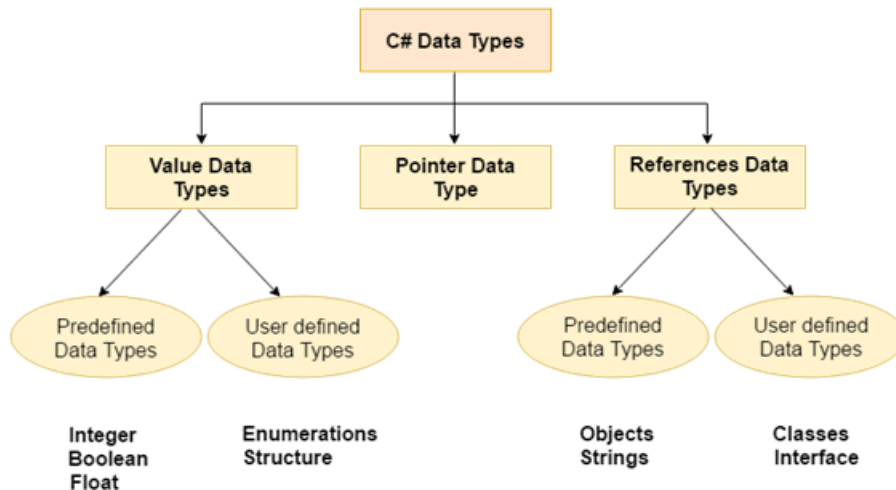 C# Data Types
Value Data
Types
Pointer Data
Type
References Data
Types
Predefined
Data Types
User defined
Data Types
Predefined
Data Types
User defined
Data Types
Integer
Boolean
Float
Enumerations
Structure
Objects
Strings
Classes
Interface